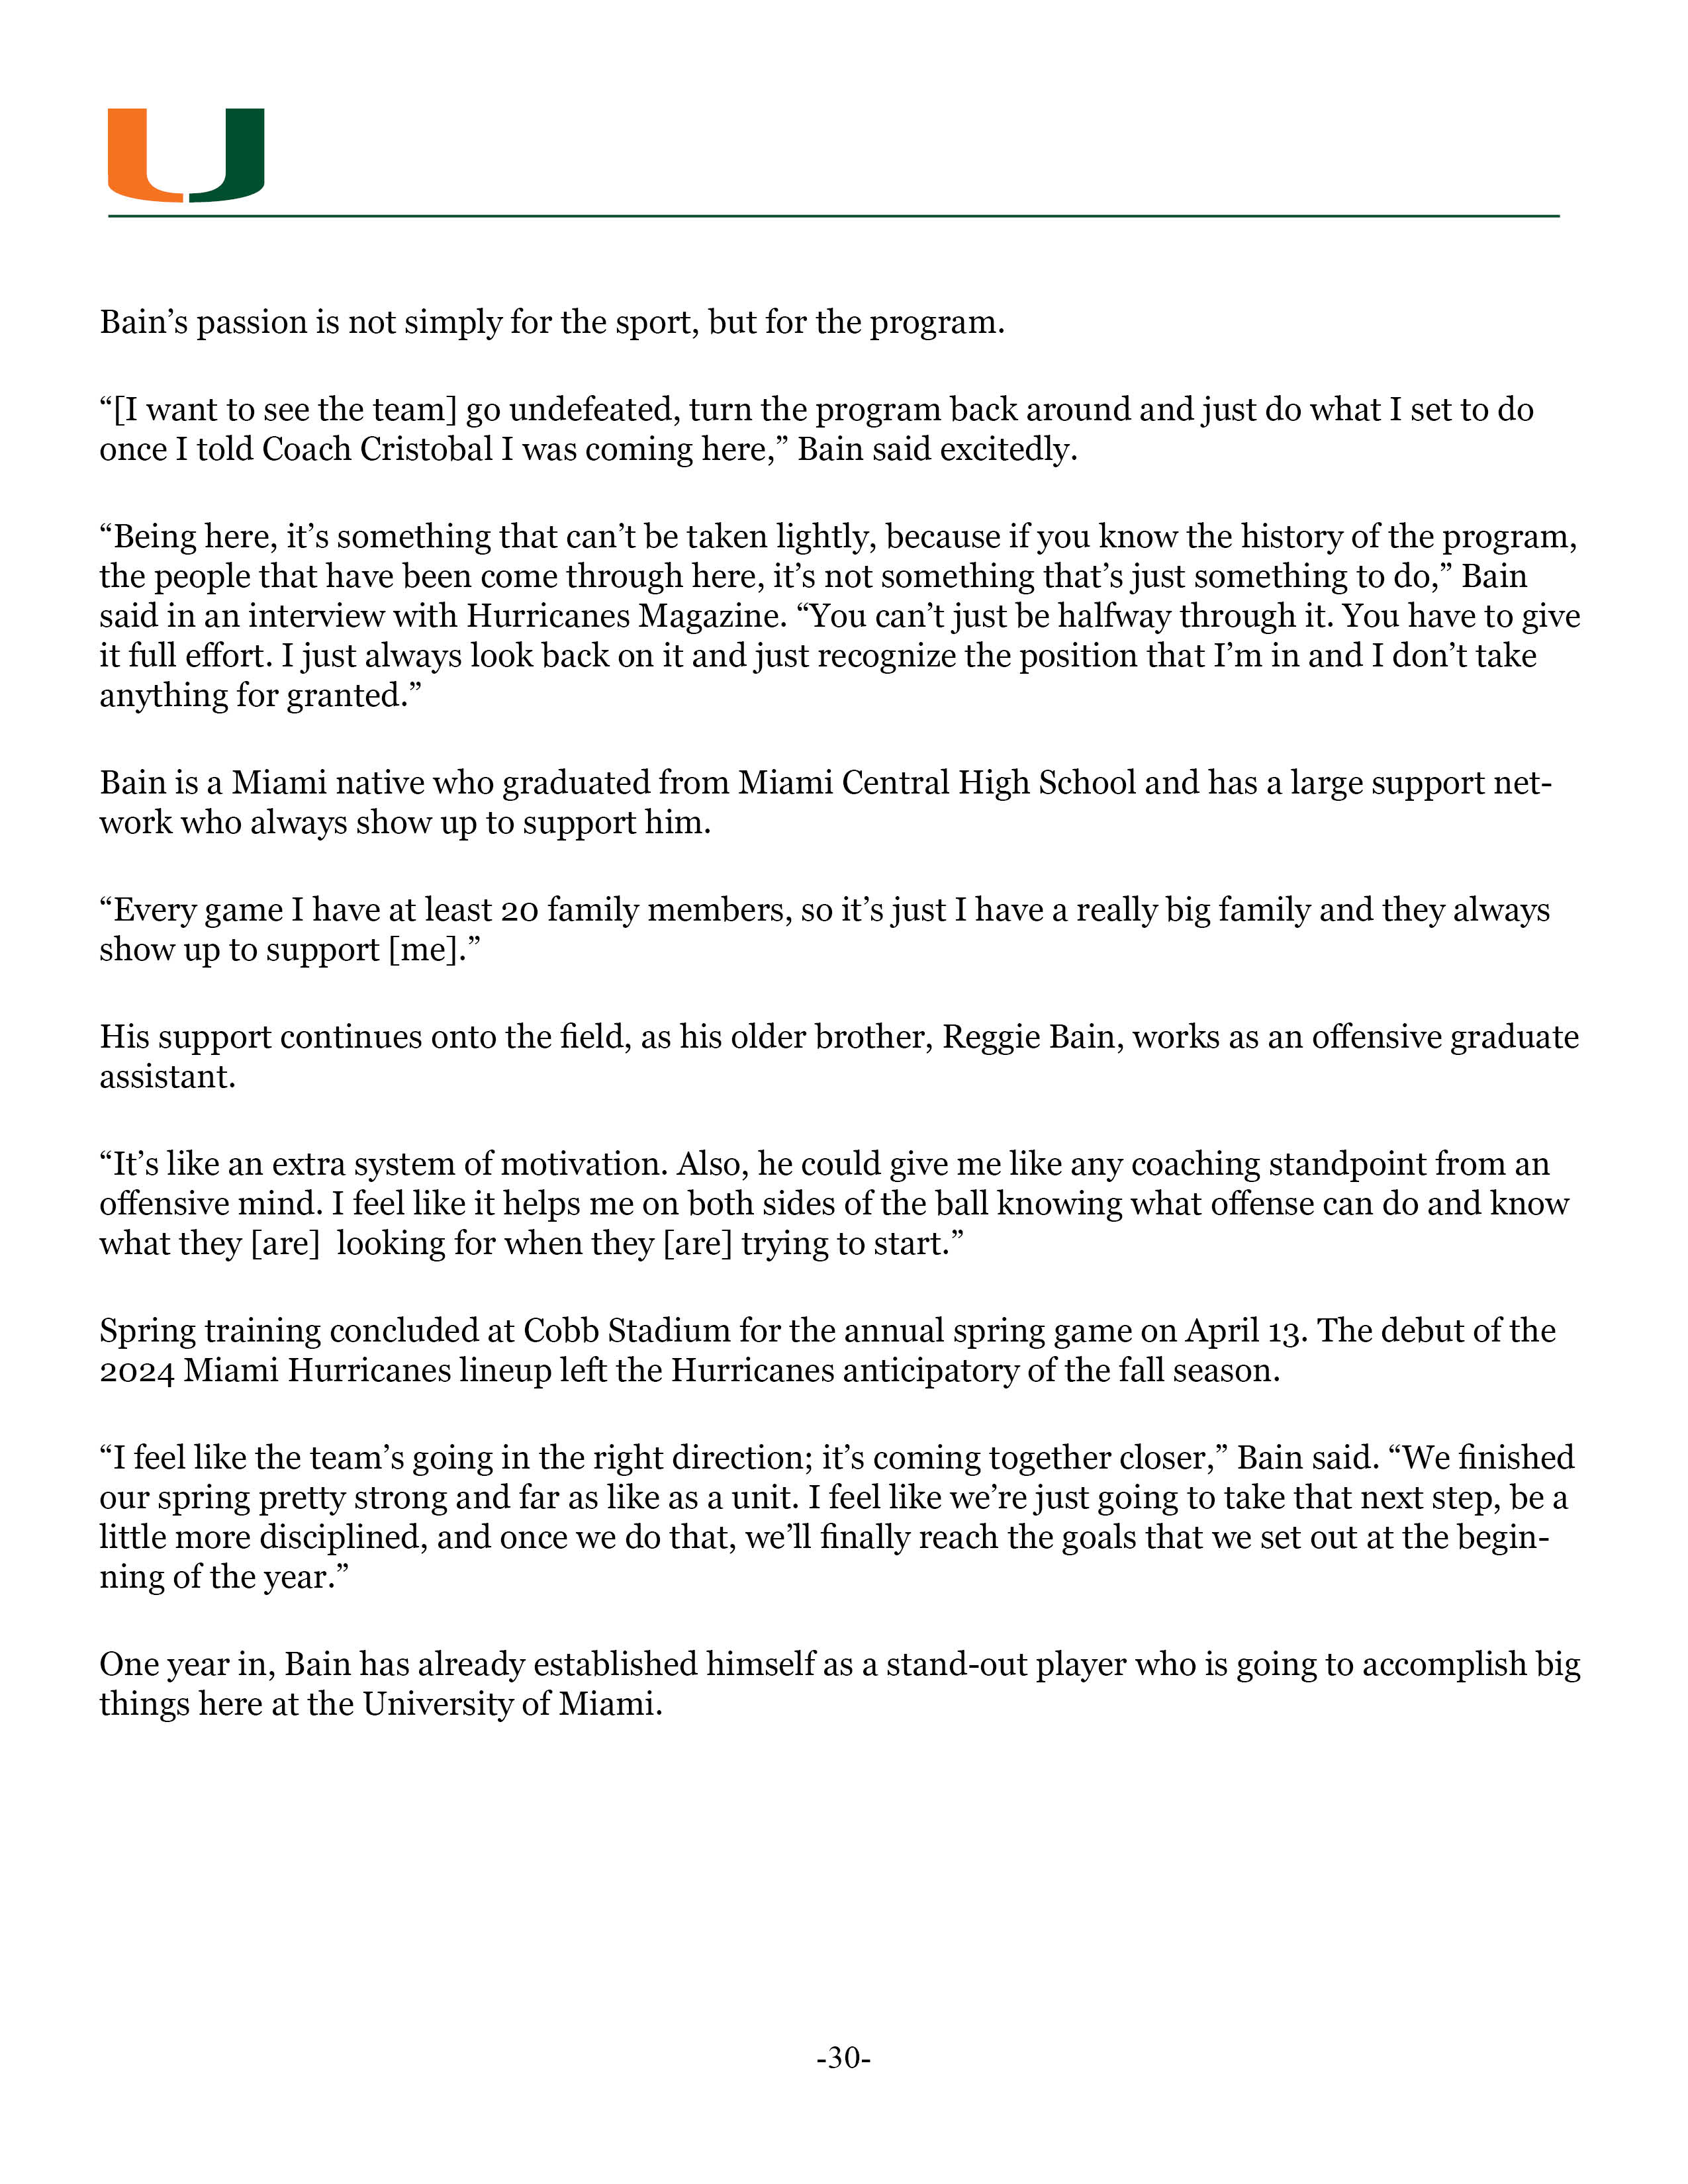 U
Bain’s passion is not simply for the sport, but for the program.
“[I want to see the team] go undefeated, turn the program back around and just do what I set to do
once I told Coach Cristobal I was coming here,” Bain said excitedly.
“Being here, it’s something that can’t be taken lightly, because if you know the history of the program,
the people that have been come through here, it’s not something that’s just something to do,” Bain
said in an interview with Hurricanes Magazine. “You can’t just be halfway through it. You have to give
it full effort. I just always look back on it and just recognize the position that I’m in and I don’t take
anything for granted.”
Bain is a Miami native who graduated from Miami Central High School and has a large support net-
work who always show up to support him.
“Every game I have at least 20 family members, so it’s just I have a really big family and they always
show up to support [me].”
His support continues onto the field, as his older brother, Reggie Bain, works as an offensive graduate
assistant.
“It’s like an extra system of motivation. Also, he could give me like any coaching standpoint from an
offensive mind. I feel like it helps me on both sides of the ball knowing what offense can do and know
what they [are]  looking for when they [are] trying to start.”
Spring training concluded at Cobb Stadium for the annual spring game on April 13. The debut of the
2024 Miami Hurricanes lineup left the Hurricanes anticipatory of the fall season.
“I feel like the team’s going in the right direction; it’s coming together closer,” Bain said. “We finished
our spring pretty strong and far as like as a unit. I feel like we’re just going to take that next step, be a
little more disciplined, and once we do that, we’ll finally reach the goals that we set out at the begin-
ning of the year.”
One year in, Bain has already established himself as a stand-out player who is going to accomplish big
things here at the University of Miami.
-30-